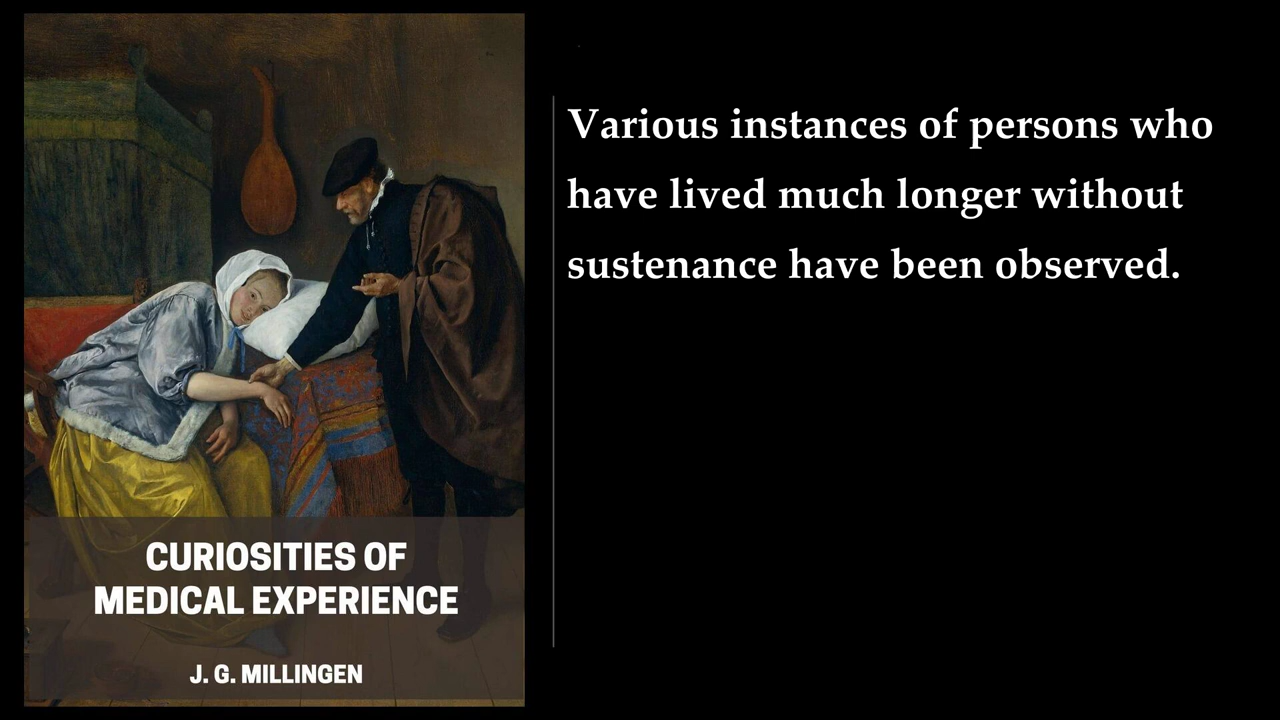 CURIOSITIES OF
MEDICAL EXPERIENCE
J. G. MILLINGEN
Various instances of persons who
have lived much longer without
sustenance have been observed.